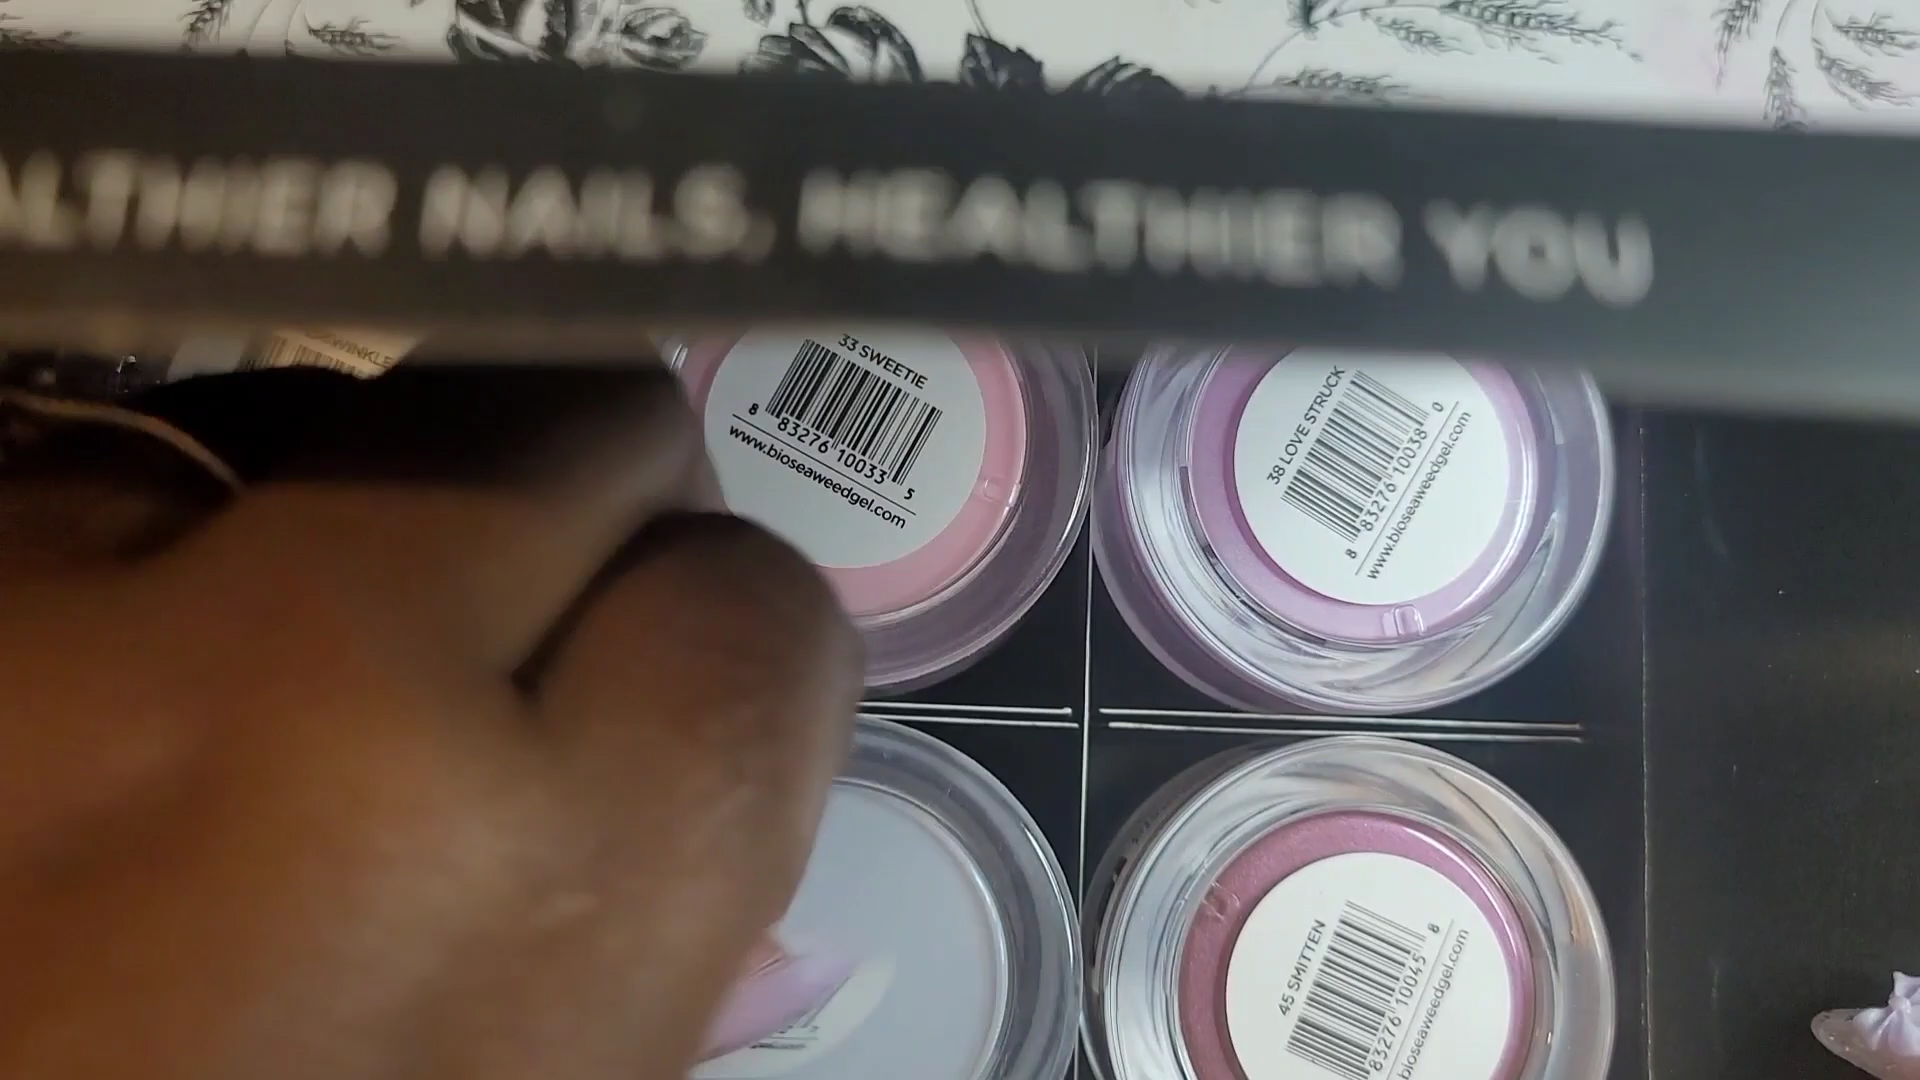 ALTHIER NAILS, HEALTHIER YOU
WINKLE
33 SWEETIE
8 83276 10033 5
www.bioseaweedgel.com
38 LOVE STRUCK
8 83276 10038 0
www.bioseaweedgel.com
45 SMITTEN
83276 10045 8
bioseaweedgel.com